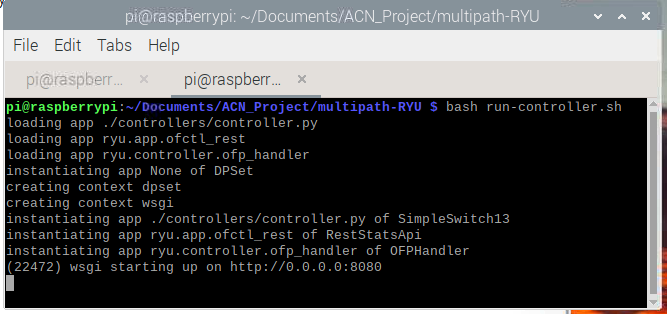 pi@raspberrypi: ~/Documents/ACN_Project/multipath-RYU
File Edit Tabs Help
pi@raspberr... × pi@raspberr... ×
pi@raspberrypi:~/Documents/ACN_Project/multipath-RYU $ bash run-controller.sh
loading app ./controllers/controller.py
loading app ryu.app.ofctl_rest
loading app ryu.controller.ofp_handler
instantiating app None of DPSet
creating context dpset
creating context wsgi
instantiating app ./controllers/controller.py of SimpleSwitch13
instantiating app ryu.app.ofctl_rest of RestStatsApi
instantiating app ryu.controller.ofp_handler of OFPHandler
(22472) wsgi starting up on http://0.0.0.0:8080